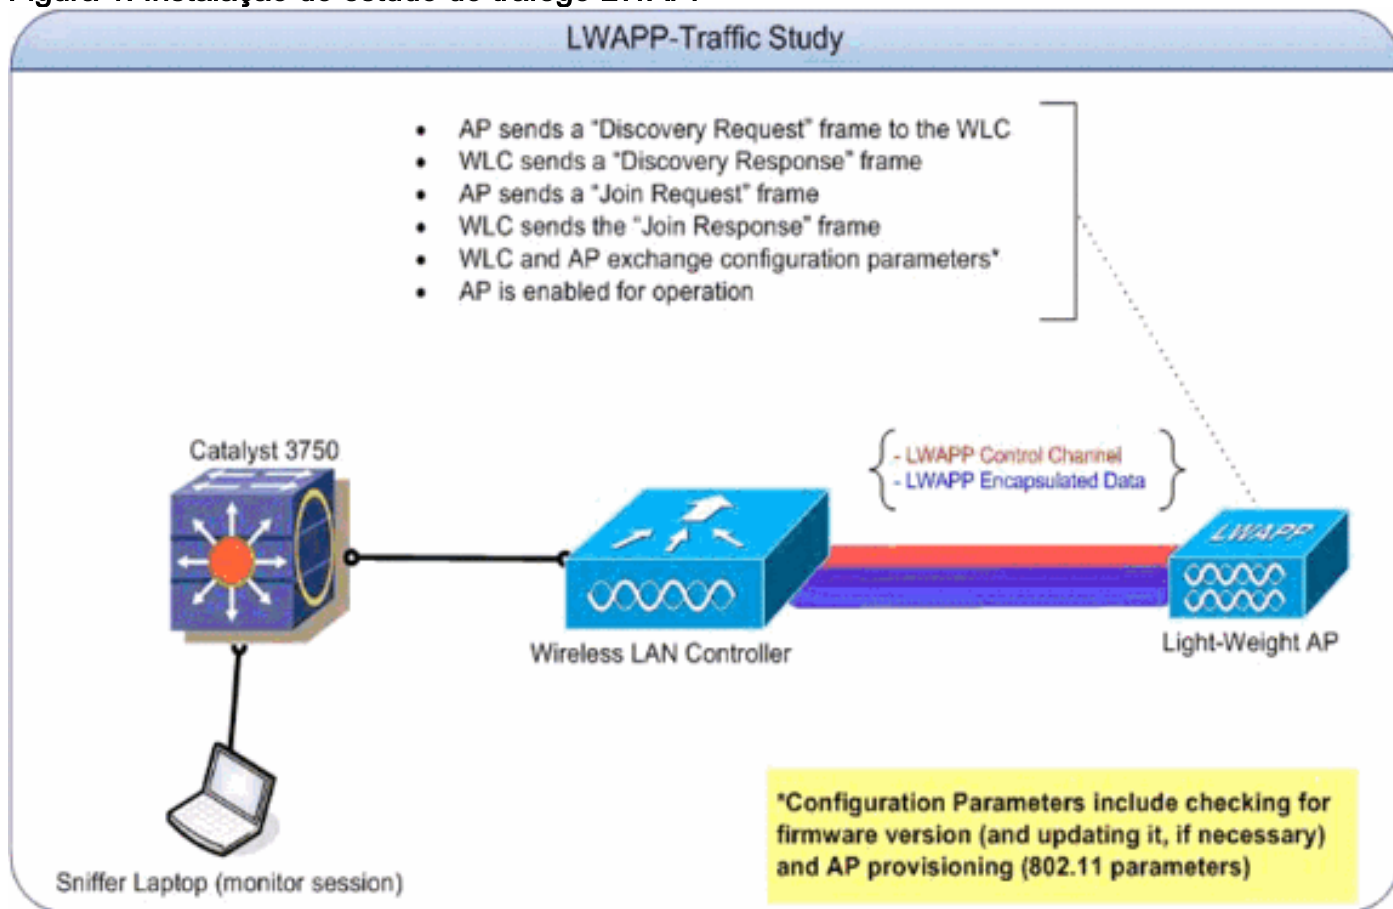 LWAPP-Traffic Study
• AP sends a “Discovery Request” frame to the WLC
• WLC sends a “Discovery Response” frame
• AP sends a “Join Request” frame
• WLC sends the “Join Response” frame
• WLC and AP exchange configuration parameters*
• AP is enabled for operation
Catalyst 3750
- LWAPP Control Channel
- LWAPP Encapsulated Data
LWAPP
Wireless LAN Controller
Light-Weight AP
*Configuration Parameters include checking for
firmware version (and updating it, if necessary)
and AP provisioning (802.11 parameters)
Sniffer Laptop (monitor session)